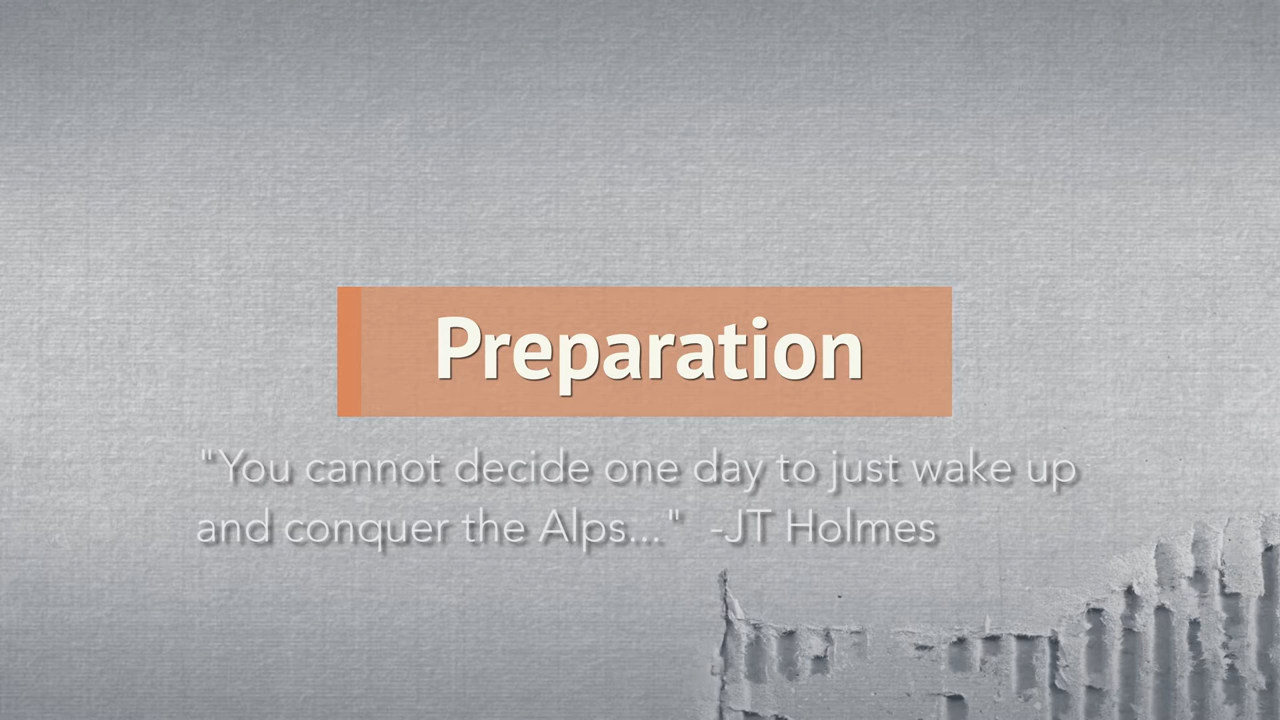 Preparation
"You cannot decide one day to just wake up
and conquer the Alps..." -JT Holmes